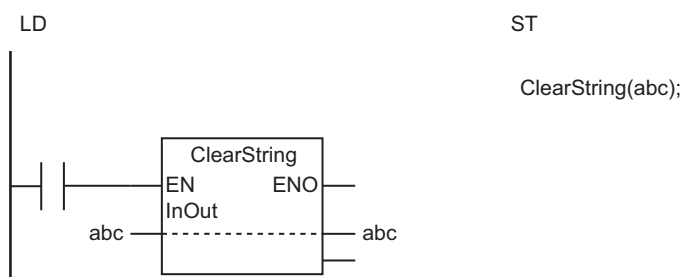 LD
ST
ClearString(abc);
ClearString
EN ENO
InOut
abc abc